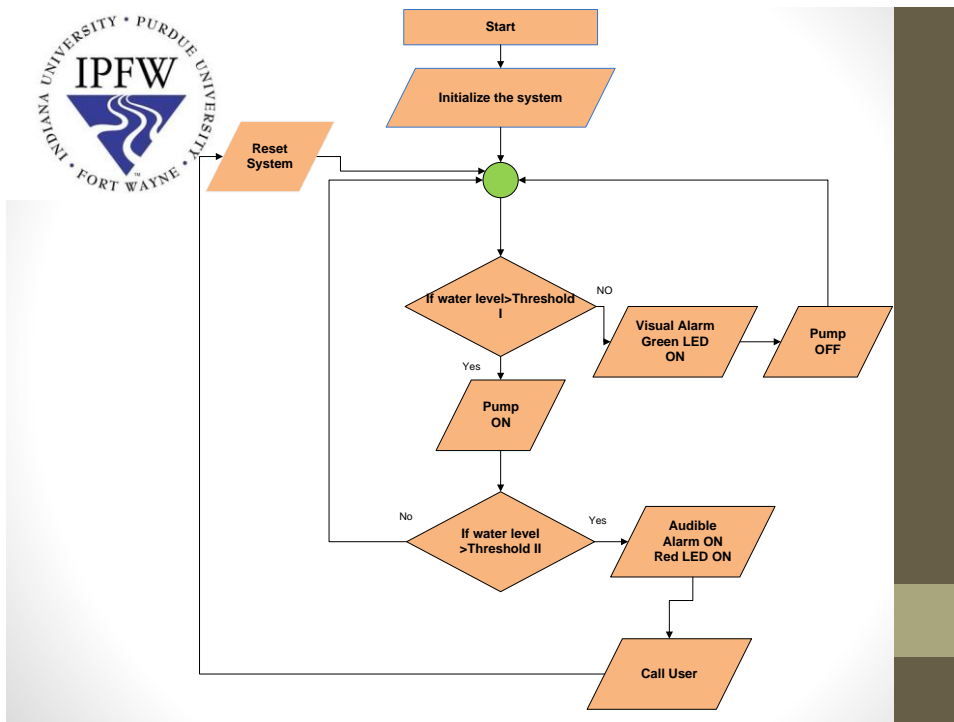 INDIANA UNIVERSITY • PURDUE UNIVERSITY • FORT WAYNE •
IPFW
TM
Start
Initialize the system
Reset
System
If water level>Threshold
I
NO
Visual Alarm
Green LED
ON
Pump
OFF
Yes
Pump
ON
No
If water level
>Threshold II
Yes
Audible
Alarm ON
Red LED ON
Call User